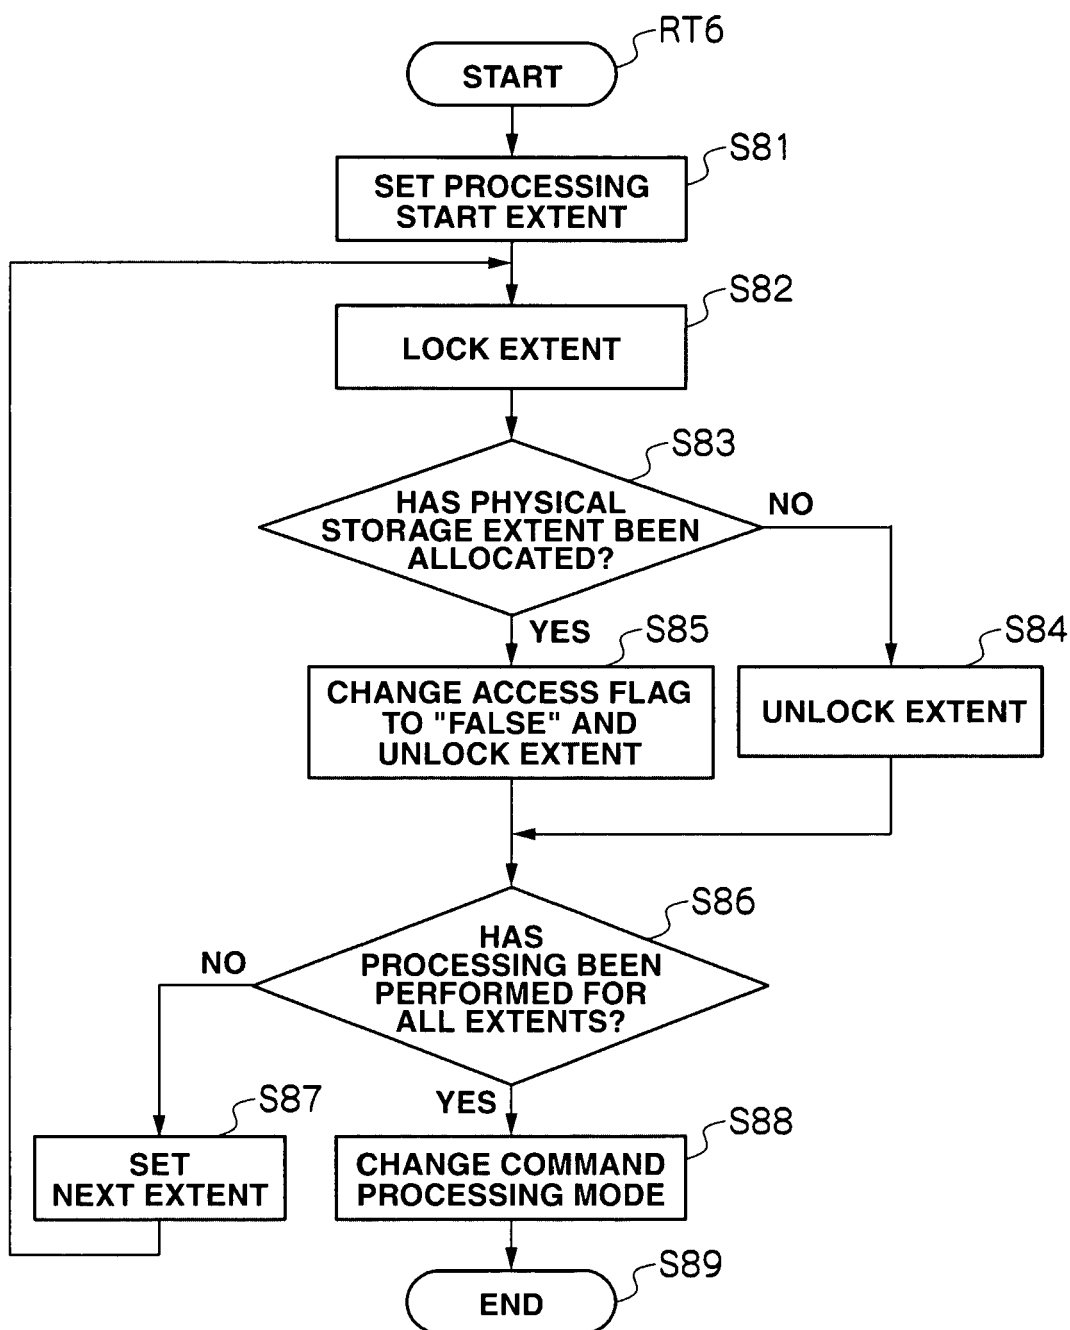 RT6
START
S81
SET PROCESSING
START EXTENT
S82
LOCK EXTENT
S83
HAS PHYSICAL
STORAGE EXTENT BEEN
ALLOCATED?
NO
YES
S85
S84
CHANGE ACCESS FLAG
TO "FALSE" AND
UNLOCK EXTENT
UNLOCK EXTENT
S86
HAS
PROCESSING BEEN
PERFORMED FOR
ALL EXTENTS?
NO
YES
S87
S88
SET
NEXT EXTENT
CHANGE COMMAND
PROCESSING MODE
S89
END